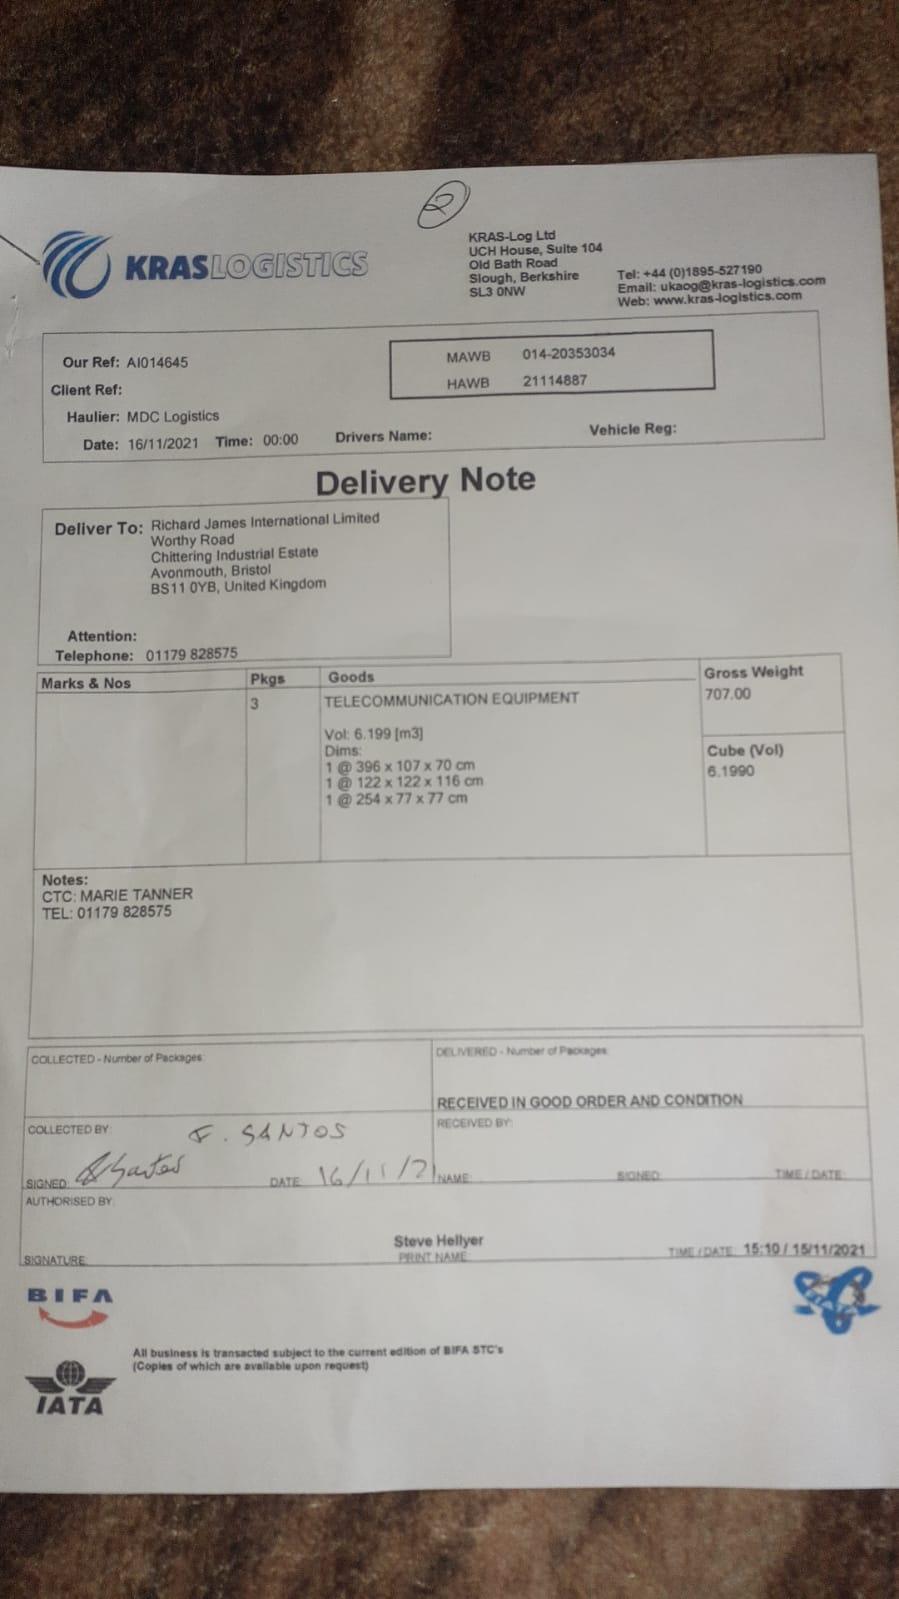 2
KRASLOGISTICS
KRAS-Log Ltd
UCH House, Suite 104
Old Bath Road
Slough, Berkshire
SL3 0NW
Tel: +44 (0)1895-527190
Email: ukaog@kras-logistics.com
Web: www.kras-logistics.com
Our Ref: AI014645
Client Ref:
Haulier: MDC Logistics
Date: 16/11/2021 Time: 00:00 Drivers Name: Vehicle Reg:
MAWB 014-20353034
HAWB 21114887
Delivery Note
Deliver To: Richard James International Limited
Worthy Road
Chittering Industrial Estate
Avonmouth, Bristol
BS11 0YB, United Kingdom
Attention:
Telephone: 01179 828575
Marks & Nos Pkgs Goods Gross Weight
3 TELECOMMUNICATION EQUIPMENT 707.00
Vol: 6.199 [m3]
Dims: Cube (Vol)
1 @ 396 x 107 x 70 cm 6.1990
1 @ 122 x 122 x 116 cm
1 @ 254 x 77 x 77 cm
Notes:
CTC: MARIE TANNER
TEL: 01179 828575
COLLECTED - Number of Packages: DELIVERED - Number of Packages:
RECEIVED IN GOOD ORDER AND CONDITION
COLLECTED BY: F. SANTOS RECEIVED BY:
SIGNED: DATE: 16/11/21 NAME: SIGNED: TIME / DATE:
AUTHORISED BY:
Steve Hellyer
SIGNATURE: PRINT NAME: TIME / DATE: 15:10 / 15/11/2021
BIFA
FIATA
All business is transacted subject to the current edition of BIFA STC's
(Copies of which are available upon request)
IATA